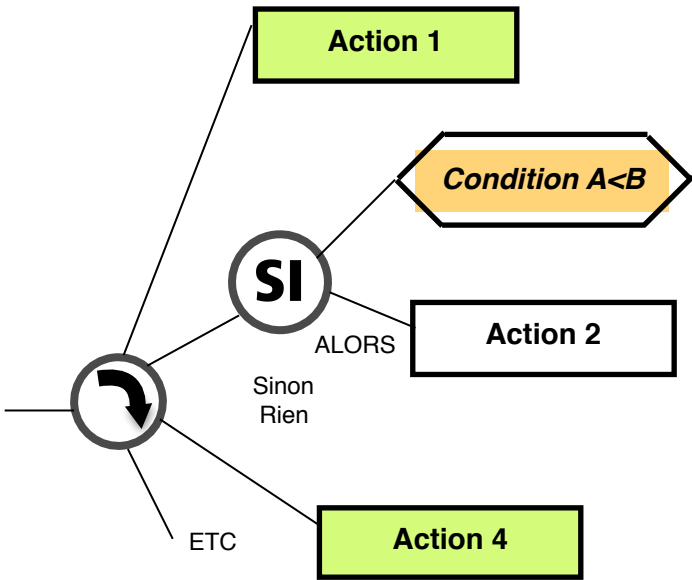 Action 1
Condition A<B
SI
ALORS
Action 2
Sinon
Rien
ETC
Action 4